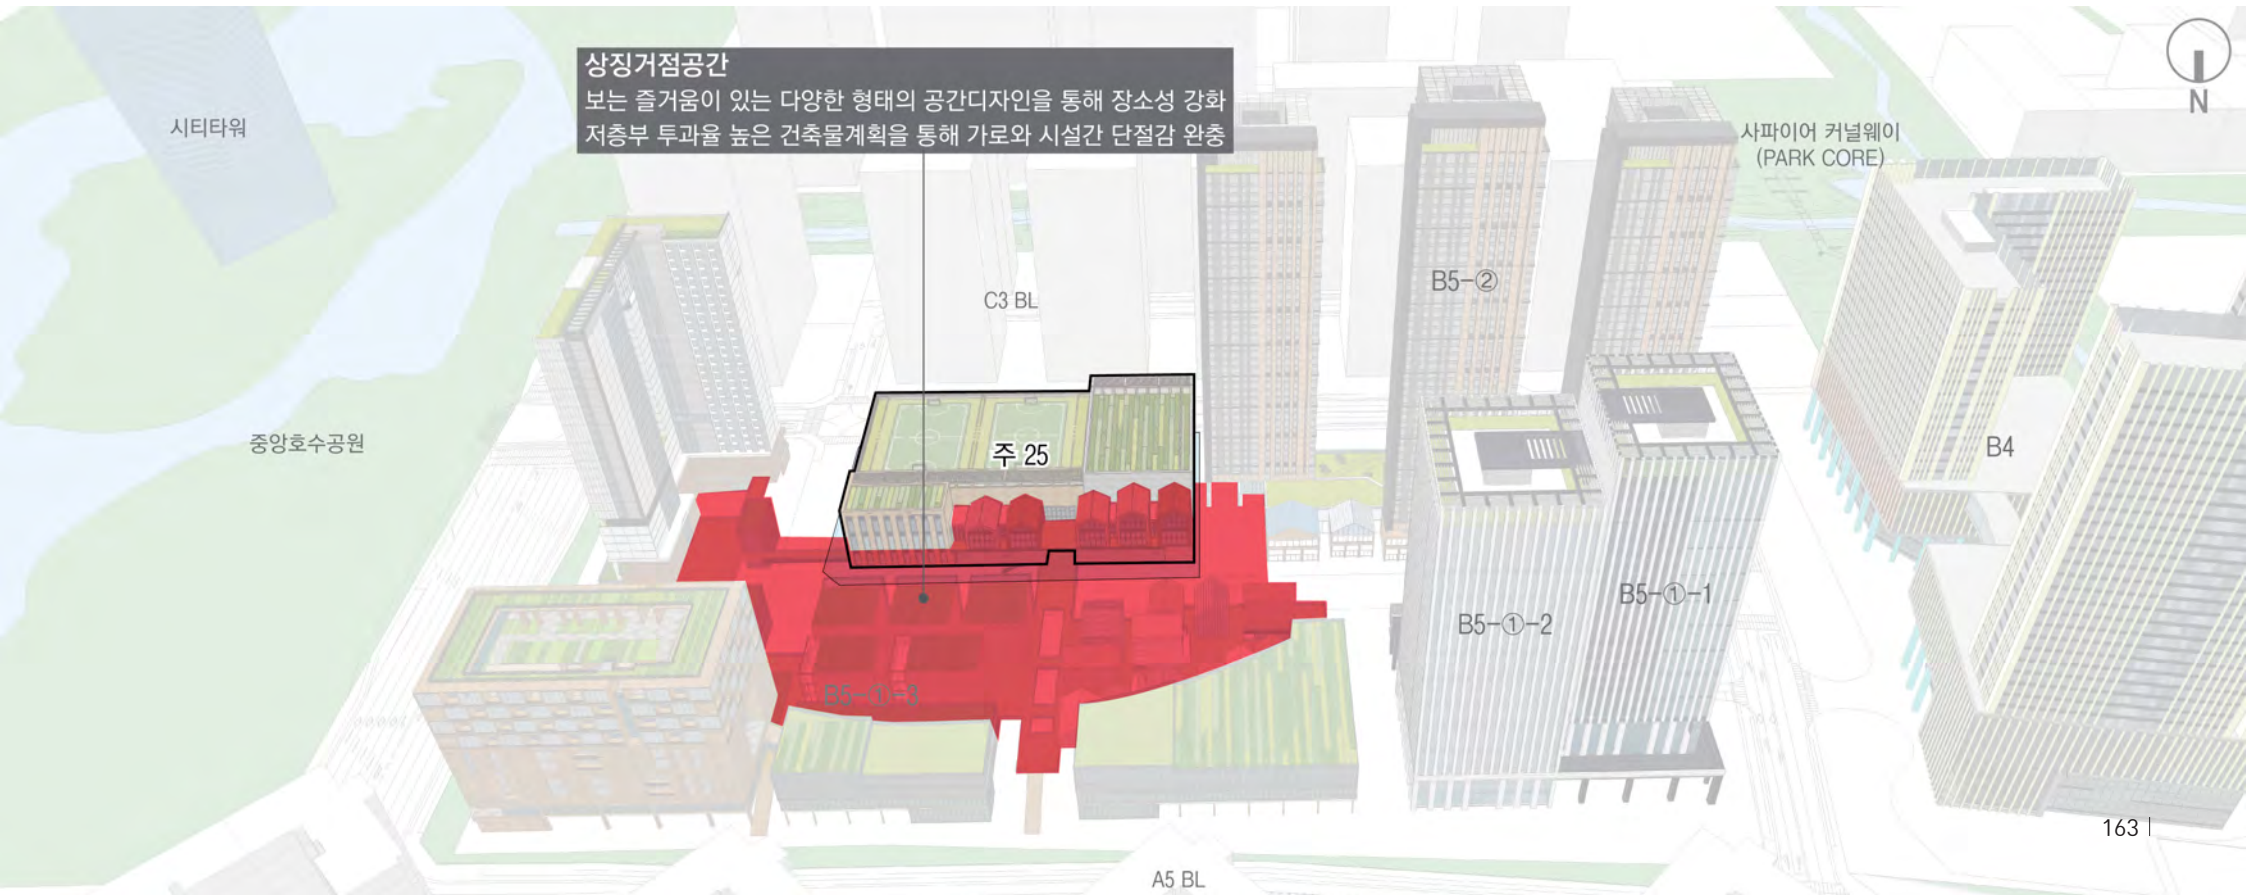 상징거점공간
보는 즐거움이 있는 다양한 형태의 공간디자인을 통해 장소성 강화
저층부 투과율 높은 건축물계획을 통해 가로와 시설간 단절감 완충
N
시티타워
사파이어 커널웨이
(PARK CORE)
B5-②
C3 BL
중앙호수공원
주 25
B4
B5-①-1
B5-①-2
B5-①-3
163
A5 BL